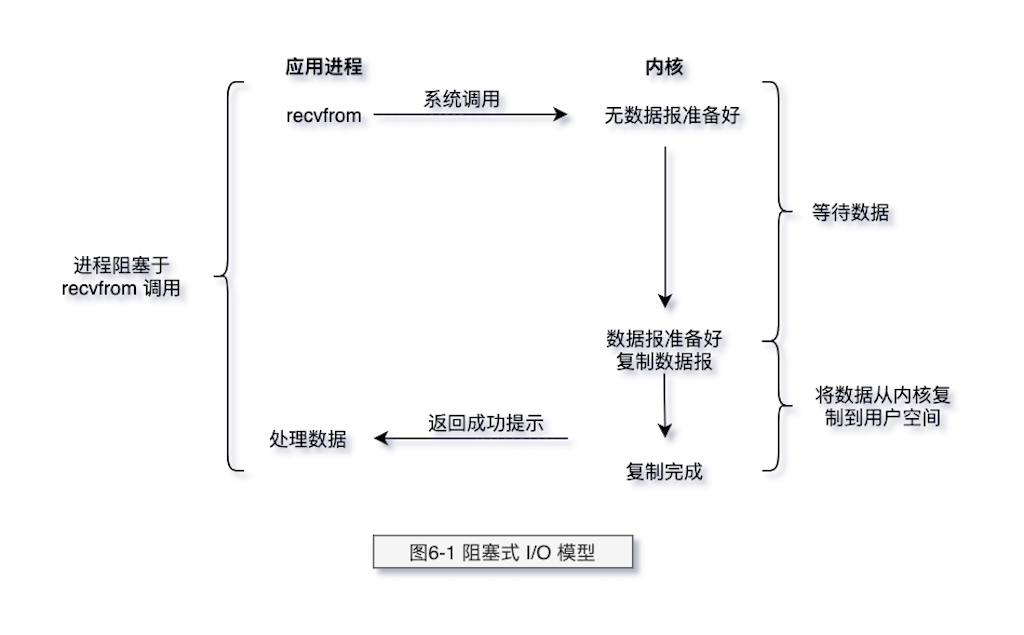 应用进程
内核
recvfrom
系统调用
无数据报准备好
等待数据
进程阻塞于
recvfrom 调用
数据报准备好
复制数据报
将数据从内核复
制到用户空间
处理数据
返回成功提示
复制完成
图6-1 阻塞式 I/O 模型